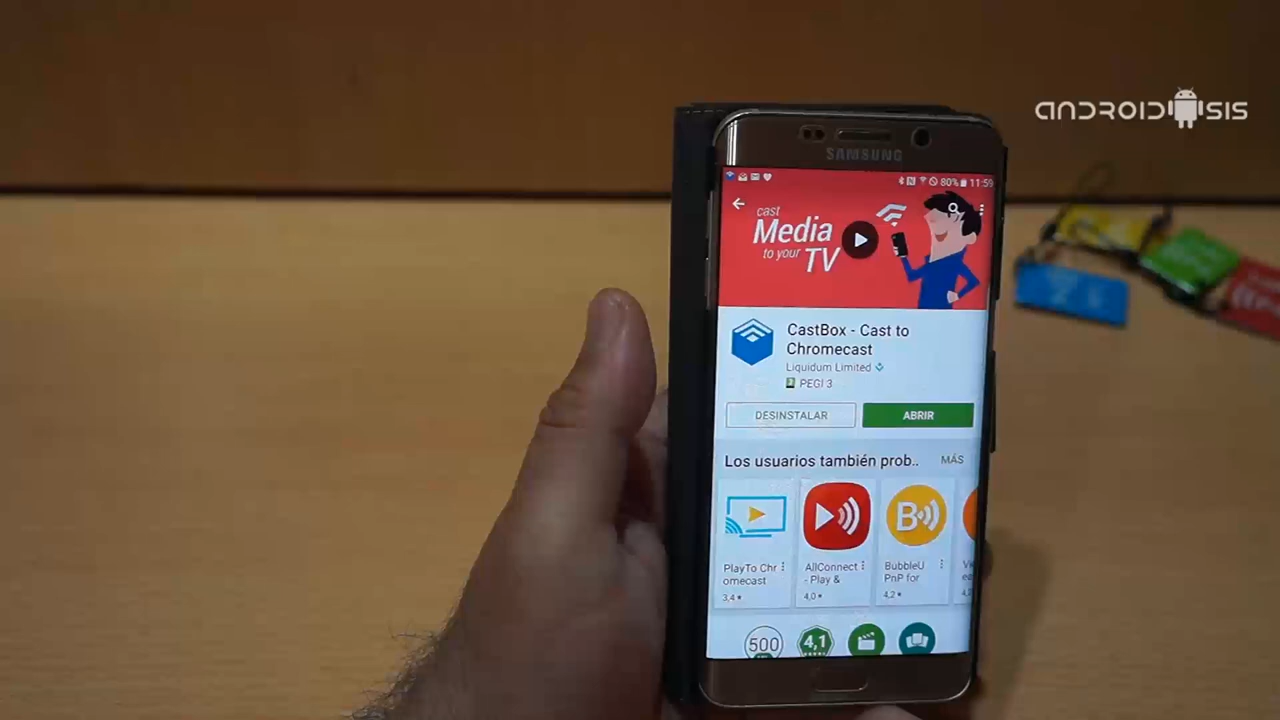 ANDROIDSIS
SAMSUNG
80% 11:59
cast
Media
to your
TV
CastBox - Cast to
Chromecast
Liquidum Limited
PEGI 3
DESINSTALAR
ABRIR
Los usuarios también prob.. MÁS
PlayTo Chr
omecast
3,4
AllConnect
- Play &
4,0
BubbleU
PnP for
4,2
500
4,1